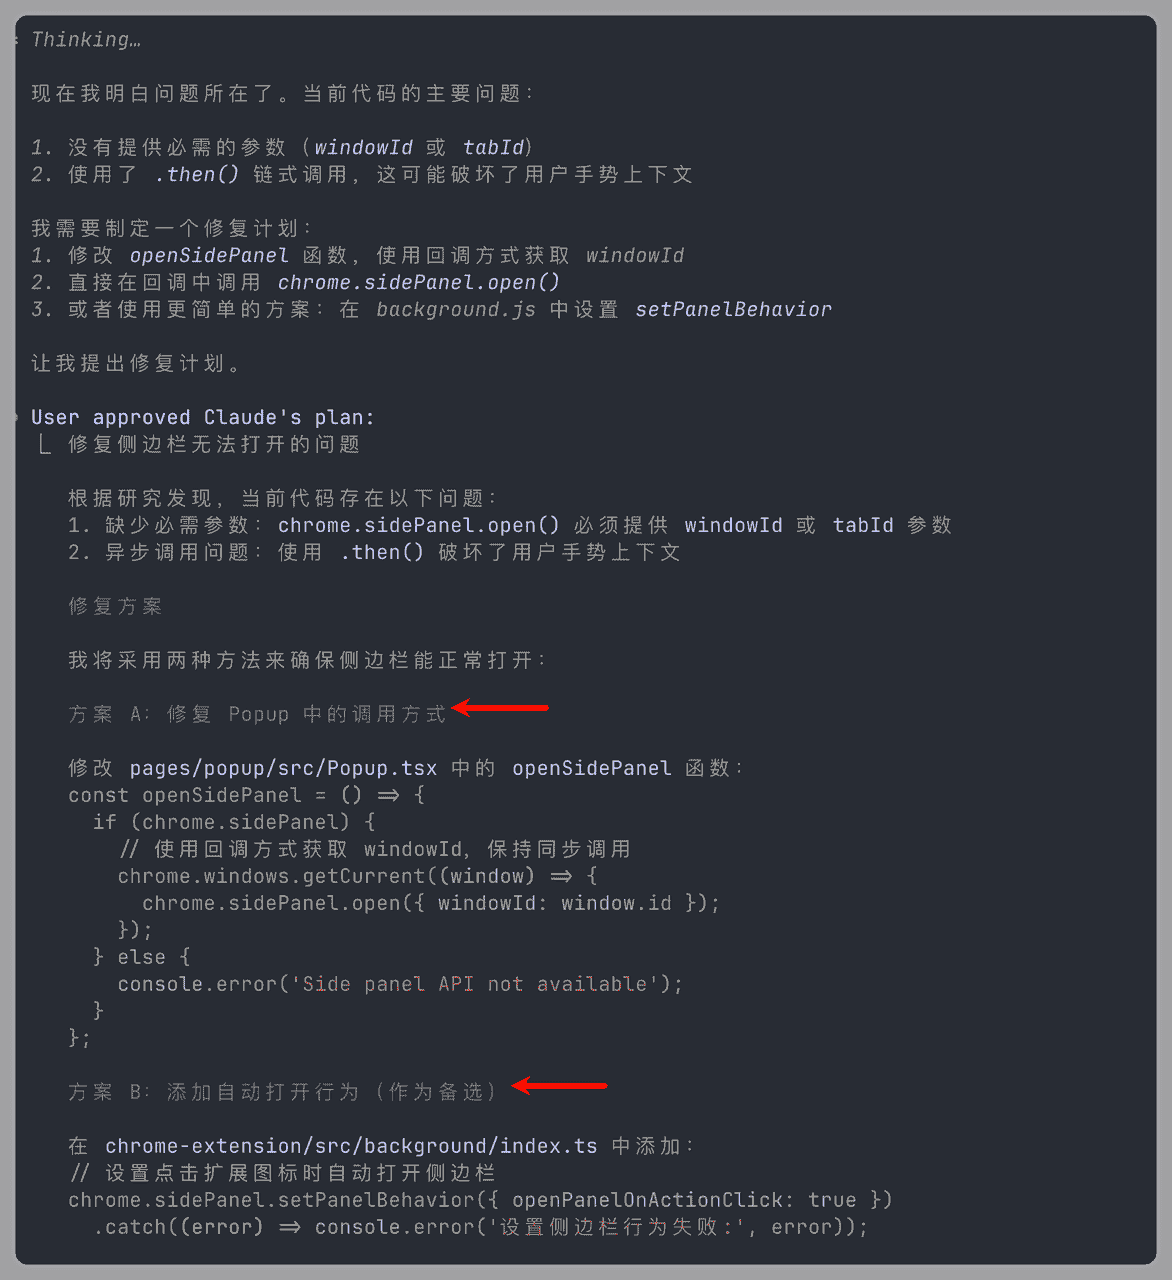 Thinking…
现在我明白问题所在了。当前代码的主要问题：
1. 没有提供必需的参数（windowId 或 tabId）
2. 使用了 .then() 链式调用，这可能破坏了用户手势上下文
我需要制定一个修复计划：
1. 修改 openSidePanel 函数，使用回调方式获取 windowId
2. 直接在回调中调用 chrome.sidePanel.open()
3. 或者使用更简单的方案：在 background.js 中设置 setPanelBehavior
让我提出修复计划。
User approved Claude's plan:
⎿ 修复侧边栏无法打开的问题
根据研究发现，当前代码存在以下问题：
1. 缺少必需参数：chrome.sidePanel.open() 必须提供 windowId 或 tabId 参数
2. 异步调用问题：使用 .then() 破坏了用户手势上下文
修复方案
我将采用两种方法来确保侧边栏能正常打开：
方案 A: 修复 Popup 中的调用方式
修改 pages/popup/src/Popup.tsx 中的 openSidePanel 函数：
const openSidePanel = () => {
if (chrome.sidePanel) {
// 使用回调方式获取 windowId，保持同步调用
chrome.windows.getCurrent((window) => {
chrome.sidePanel.open({ windowId: window.id });
});
} else {
console.error('Side panel API not available');
}
};
方案 B: 添加自动打开行为（作为备选）
在 chrome-extension/src/background/index.ts 中添加：
// 设置点击扩展图标时自动打开侧边栏
chrome.sidePanel.setPanelBehavior({ openPanelOnActionClick: true })
.catch((error) => console.error('设置侧边栏行为失败:', error));